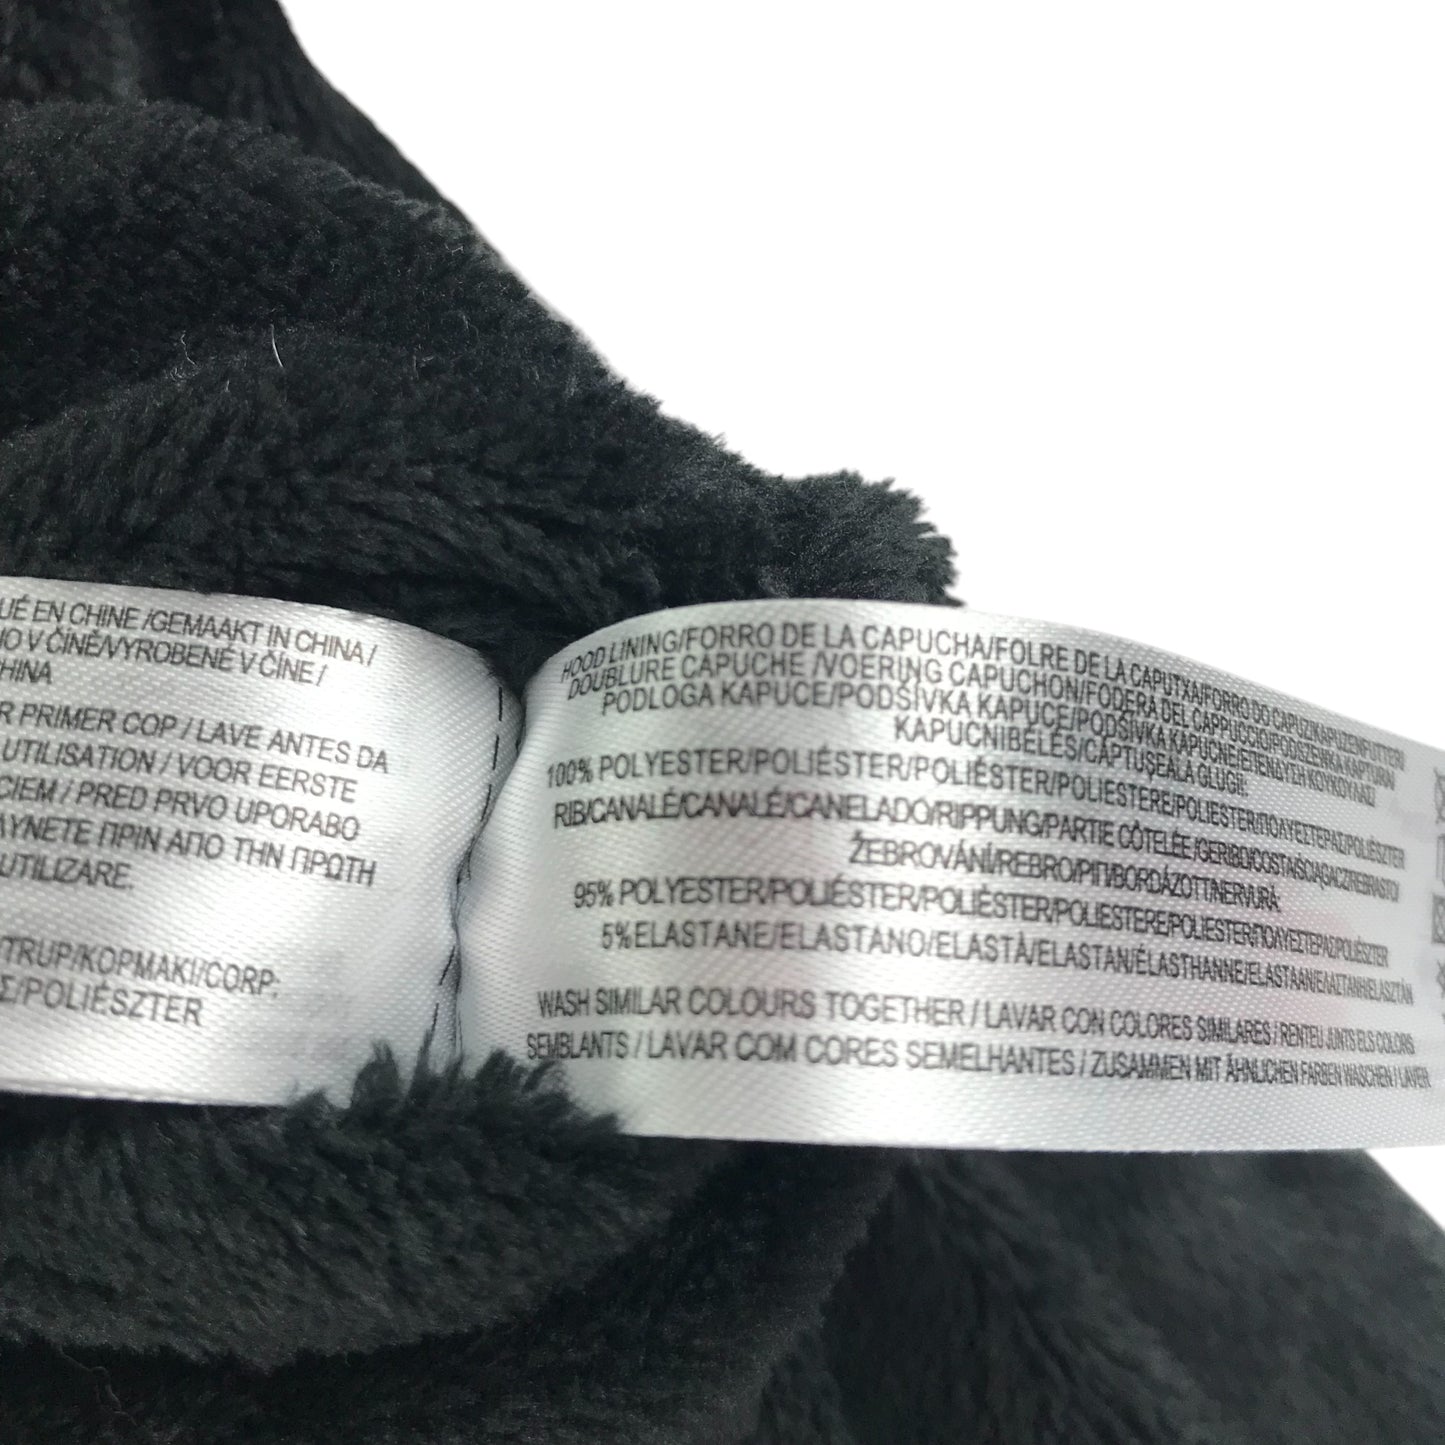 UÉ EN CHINE /GEMAAKT IN CHINA/
V ČÍNĚ/VYROBENÉ V ČÍNE /
HINA
R PRIMER COP / LAVE ANTES DA
UTILISATION / VOOR EERSTE
CIEM / PRED PRVO UPORABO
ΛΥΝΕΤΕ ΠΡΙΝ ΑΠΟ ΤΗΝ ΠΡΩΤΗ
UTILIZARE.
TRUP/KOPMAKI/CORP:
Σ/POLIÉSZTER
HOOD LINING/FORRO DE LA CAPUCHA/FOLRE DE LA CAPUTXA/FORRO DO CAPUZ/KAPUZENFUTTER/
DOUBLURE CAPUCHE /VOERING CAPUCHON/FODERA DEL CAPPUCCIO/PODSZEWKA KAPTURA/
PODLOGA KAPUCE/PODŠÍVKA KAPUCE/PODŠÍVKA KAPUCNE/ΕΠΕΝΔΥΣΗ ΚΟΥΚΟΥΛΑΣ/
KAPUCNIBÉLÉS/CĂPTUȘEALA GLUGII:
100% POLYESTER/POLIÉSTER/POLIÈSTER/POLIESTERE/POLIESTER/ΠΟΛΥΕΣΤΕΡΑΣ/POLIÉSZTER
RIB/CANALÉ/CANALÉ/CANELADO/RIPPUNG/PARTIE CÔTELÉE/GERIBD/COSTA/ŚCIĄGACZ/REBRASTO/
ŽEBROVÁNÍ/REBRO/ΡΙΠ/BORDÁZOTT/NERVURĂ:
95% POLYESTER/POLIÉSTER/POLIÈSTER/POLIESTERE/POLIESTER/ΠΟΛΥΕΣΤΕΡΑΣ/POLIÉSZTER
5%ELASTANE/ELASTANO/ELASTÀ/ELASTAN/ÉLASTHANNE/ELASTAAN/ΕΛΑΣΤΑΝΗ/ELASZTÁN
WASH SIMILAR COLOURS TOGETHER / LAVAR CON COLORES SIMILARES / RENTEU JUNTS ELS COLORS
SEMBLANTS / LAVAR COM CORES SEMELHANTES / ZUSAMMEN MIT ÄHNLICHEN FARBEN WASCHEN / LAVER